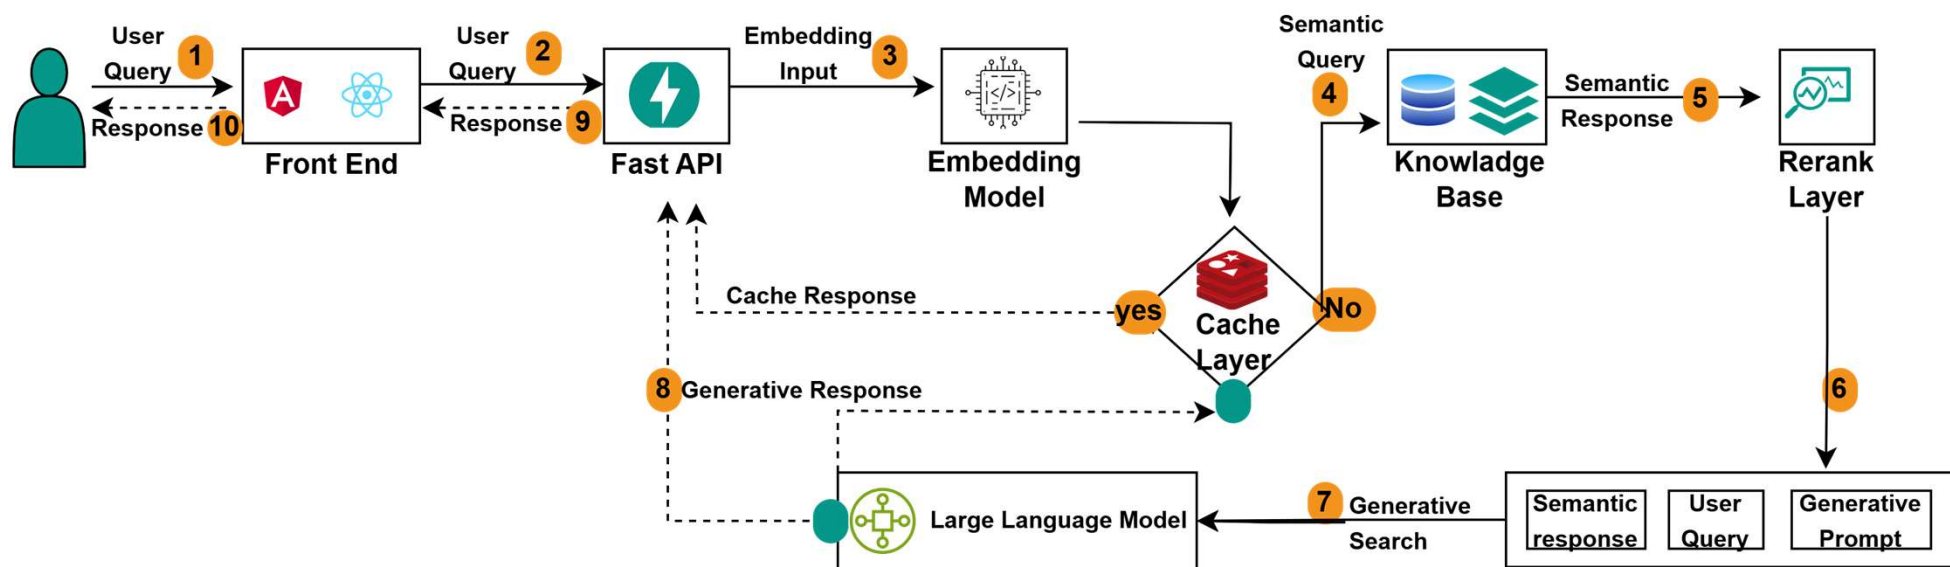 User
Query
1
Response
10
Front End
User
Query
2
Response
9
Fast API
Embedding
Input
3
Embedding
Model
Semantic
Query
4
Knowladge
Base
Semantic
Response
5
Rerank
Layer
yes
No
Cache
Layer
Cache Response
8
Generative Response
6
Large Language Model
7
Generative
Search
Semantic
response
User
Query
Generative
Prompt